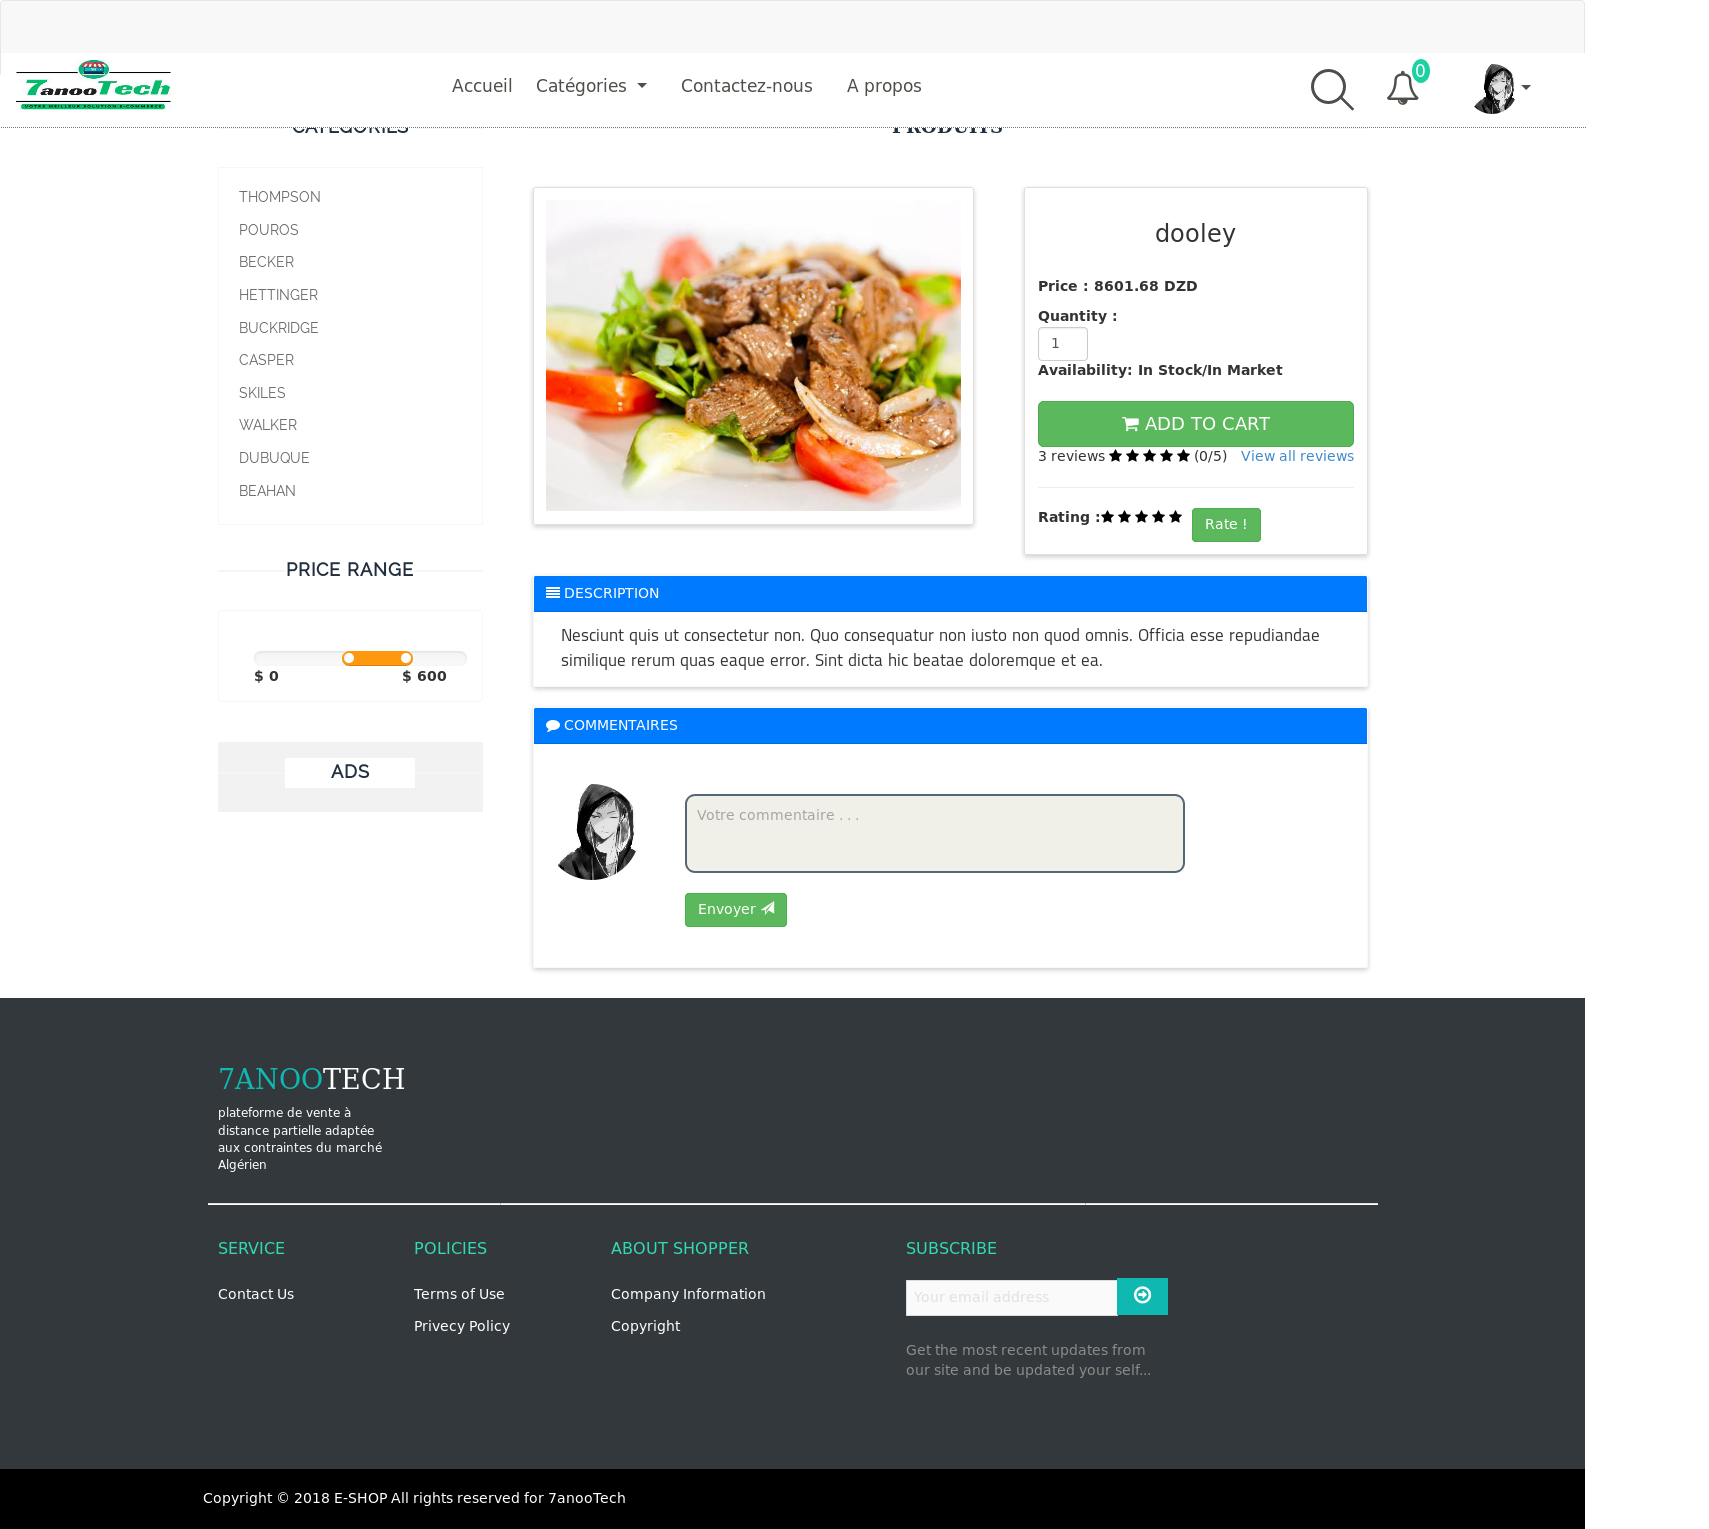 7anooTech
VOTRE MEILLEUR SOLUTION E-COMMERCE
Accueil
Catégories
Contactez-nous
A propos
0
CATÉGORIES
PRODUITS
THOMPSON
POUROS
BECKER
HETTINGER
BUCKRIDGE
CASPER
SKILES
WALKER
DUBUQUE
BEAHAN
PRICE RANGE
$ 0 $ 600
ADS
dooley
Price : 8601.68 DZD
Quantity :
1
Availability: In Stock/In Market
ADD TO CART
3 reviews (0/5) View all reviews
Rating : Rate !
DESCRIPTION
Nesciunt quis ut consectetur non. Quo consequatur non iusto non quod omnis. Officia esse repudiandae
similique rerum quas eaque error. Sint dicta hic beatae doloremque et ea.
COMMENTAIRES
Votre commentaire . . .
Envoyer
7ANOOTECH
plateforme de vente à
distance partielle adaptée
aux contraintes du marché
Algérien
SERVICE
Contact Us
POLICIES
Terms of Use
Privecy Policy
ABOUT SHOPPER
Company Information
Copyright
SUBSCRIBE
Your email address
Get the most recent updates from
our site and be updated your self...
Copyright © 2018 E-SHOP All rights reserved for 7anooTech